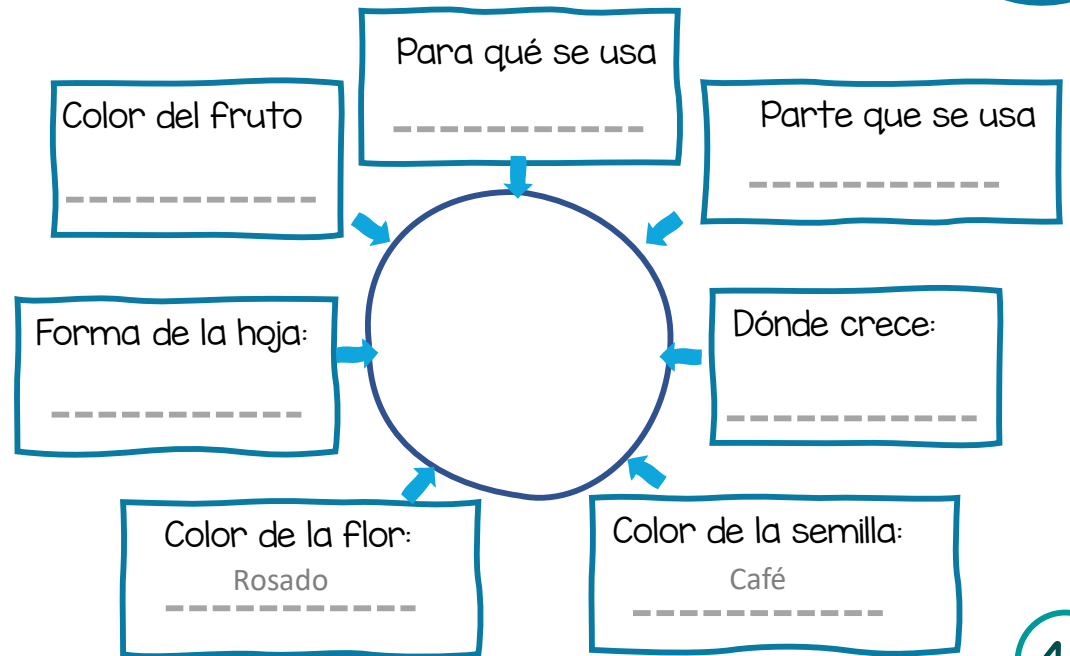 Para qué se usa
Color del fruto
Parte que se usa
Forma de la hoja:
Dónde crece:
Color de la flor:
Rosado
Color de la semilla:
Café